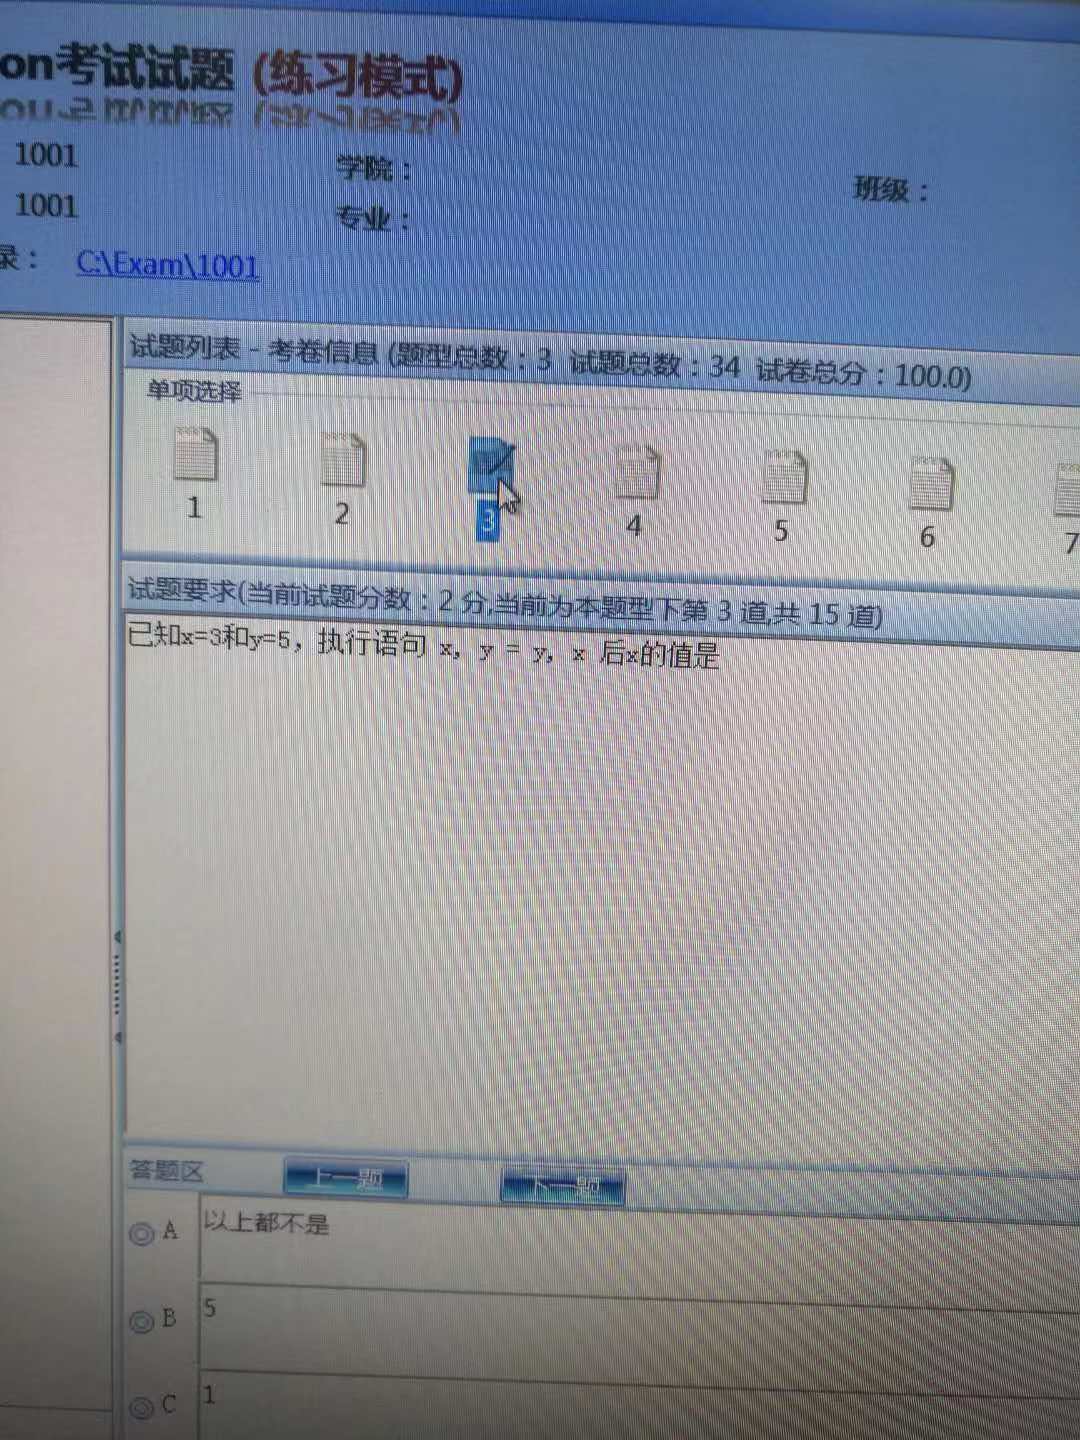 on考试试题 (练习模式)
1001
学院：
班级：
1001
专业：
录： C:\Exam\1001
试题列表 - 考卷信息 (题型总数：3 试题总数：34 试卷总分：100.0)
单项选择
1 2 3 4 5 6 7
试题要求(当前试题分数：2 分,当前为本题型下第 3 道,共 15 道)
已知x=3和y=5，执行语句 x, y = y, x 后x的值是
答题区 上一题 下一题
A 以上都不是
B 5
C 1